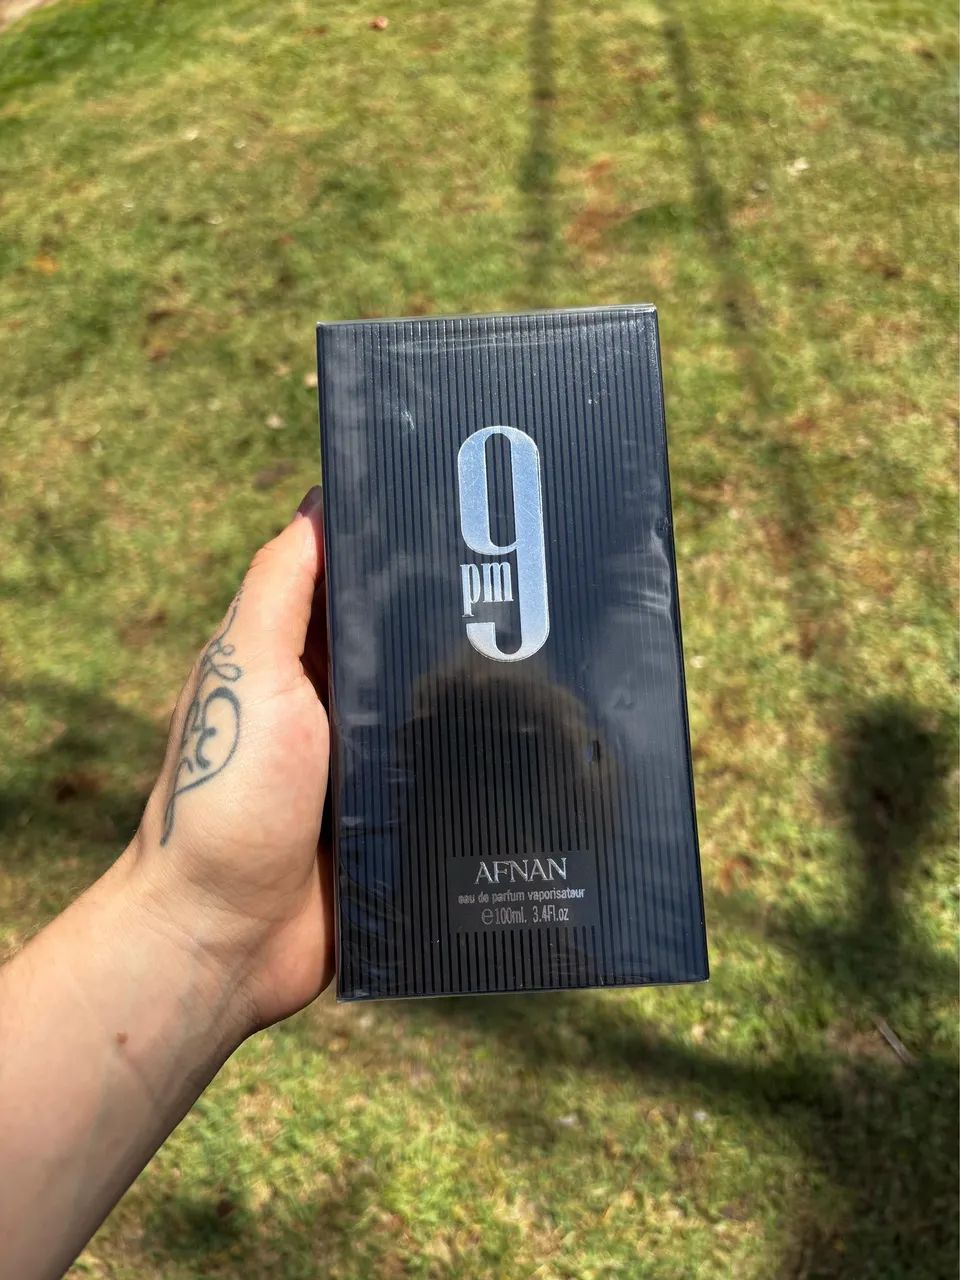 9
pm
AFNAN
eau de parfum vaporisateur
℮100ml. 3.4Fl.oz